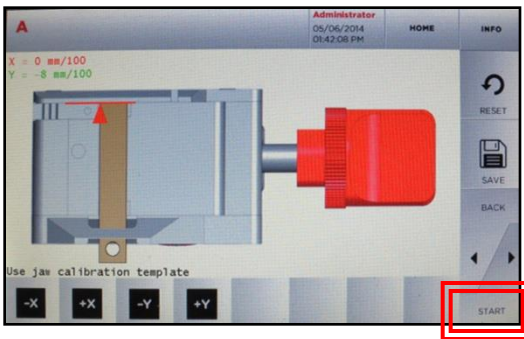 A
Administrator
05/06/2014
01:42:08 PM
HOME
INFO
X = 0 mm/100
Y = -8 mm/100
RESET
SAVE
BACK
Use jaw calibration template
-X
+X
-Y
+Y
START